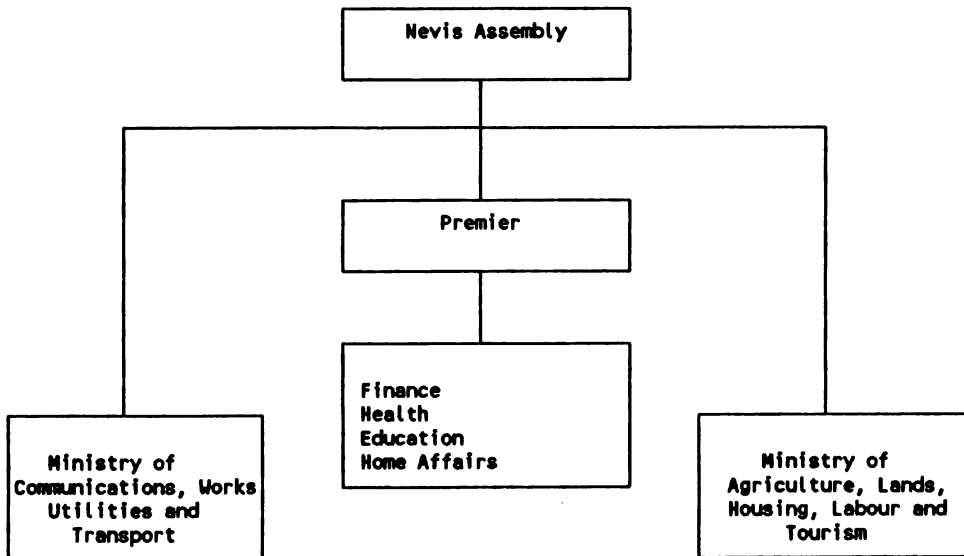 Nevis Assembly
Premier
Finance
Health
Education
Home Affairs
Ministry of
Communications, Works
Utilities and
Transport
Ministry of
Agriculture, Lands,
Housing, Labour and
Tourism